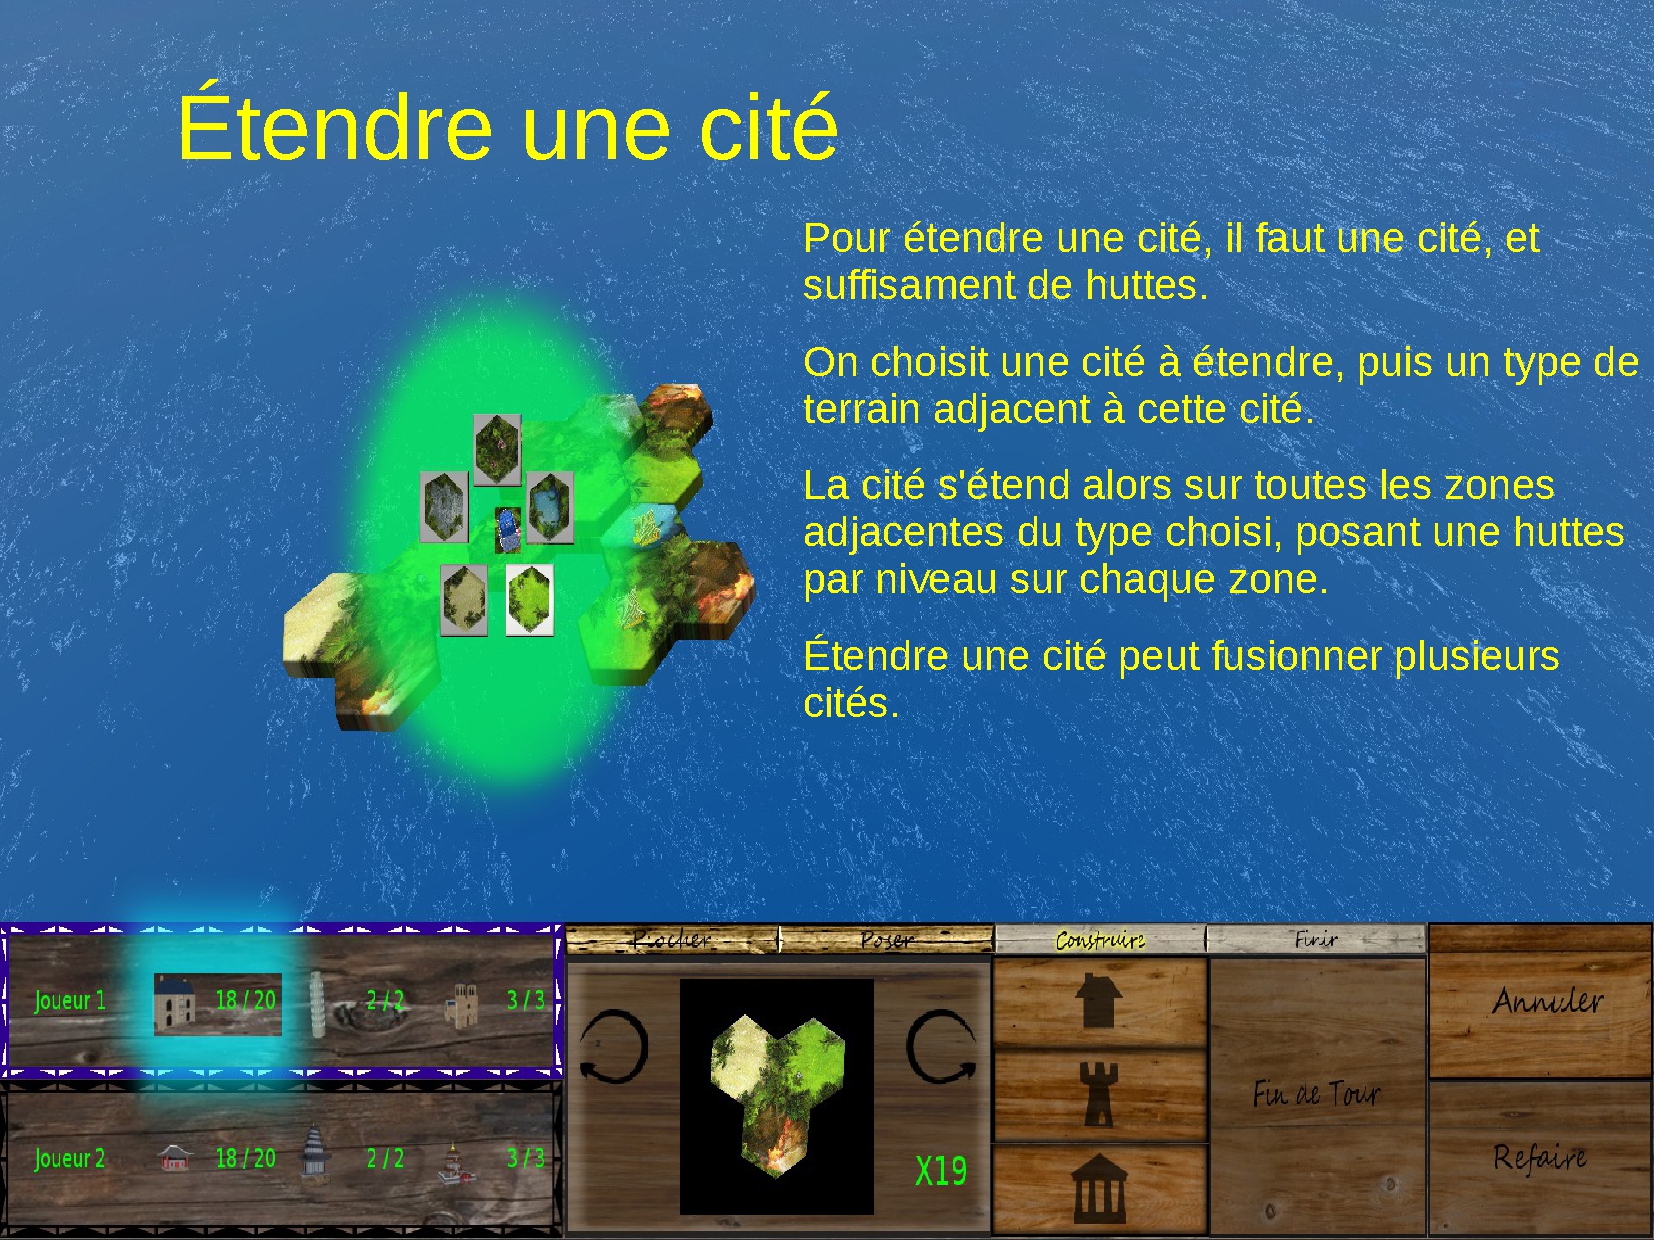 Étendre une cité
Pour étendre une cité, il faut une cité, et
suffisament de huttes.
On choisit une cité à étendre, puis un type de
terrain adjacent à cette cité.
La cité s'étend alors sur toutes les zones
adjacentes du type choisi, posant une huttes
par niveau sur chaque zone.
Étendre une cité peut fusionner plusieurs
cités.
Piocher Poser Construire Finir
Joueur 1 18 / 20 2 / 2 3 / 3
Annuler
Fin de Tour
Joueur 2 18 / 20 2 / 2 3 / 3
X19
Refaire